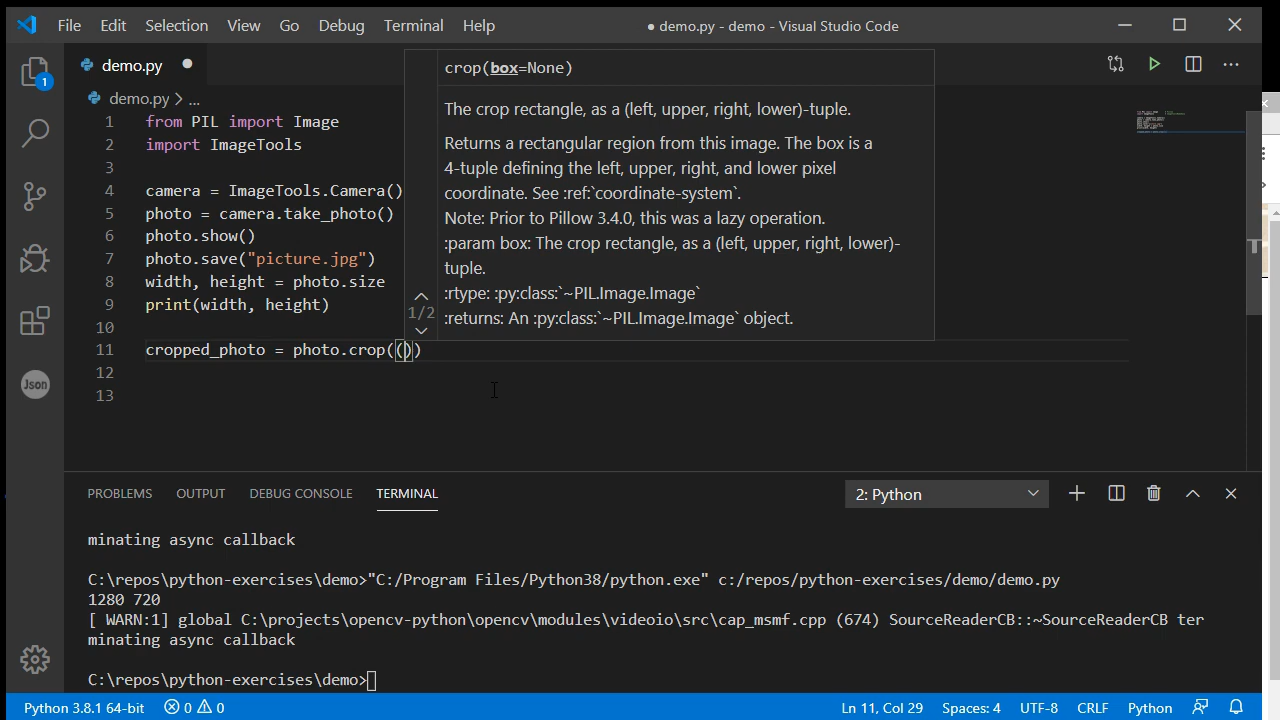 File Edit Selection View Go Debug Terminal Help
● demo.py - demo - Visual Studio Code
1
demo.py
demo.py > ...
1 from PIL import Image
2 import ImageTools
3
4 camera = ImageTools.Camera()
5 photo = camera.take_photo()
6 photo.show()
7 photo.save("picture.jpg")
8 width, height = photo.size
9 print(width, height)
10
11 cropped_photo = photo.crop(())
12
13
crop(box=None)
The crop rectangle, as a (left, upper, right, lower)-tuple.
Returns a rectangular region from this image. The box is a
4-tuple defining the left, upper, right, and lower pixel
coordinate. See :ref:`coordinate-system`.
Note: Prior to Pillow 3.4.0, this was a lazy operation.
:param box: The crop rectangle, as a (left, upper, right, lower)-
tuple.
:rtype: :py:class:`~PIL.Image.Image`
:returns: An :py:class:`~PIL.Image.Image` object.
1/2
Json
PROBLEMS OUTPUT DEBUG CONSOLE TERMINAL
2: Python
minating async callback
C:\repos\python-exercises\demo>"C:/Program Files/Python38/python.exe" c:/repos/python-exercises/demo/demo.py
1280 720
[ WARN:1] global C:\projects\opencv-python\opencv\modules\videoio\src\cap_msmf.cpp (674) SourceReaderCB::~SourceReaderCB ter
minating async callback
C:\repos\python-exercises\demo>
Python 3.8.1 64-bit 0 0 Ln 11, Col 29 Spaces: 4 UTF-8 CRLF Python